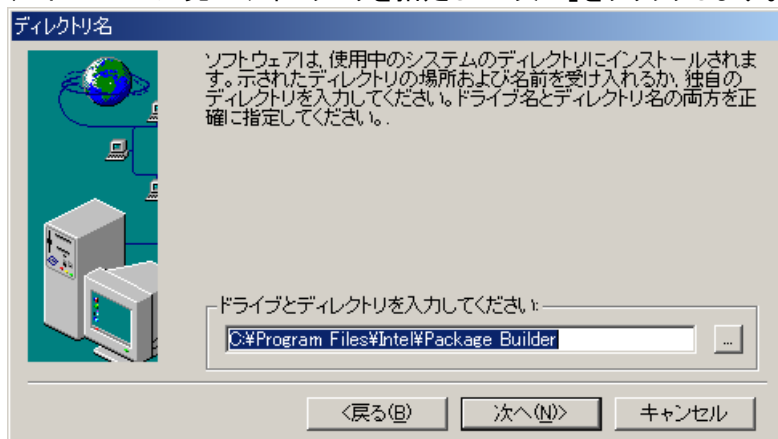 ディレクトリ名
ソフトウェアは、使用中のシステムのディレクトリにインストールされま
す。示されたディレクトリの場所および名前を受け入れるか、独自の
ディレクトリを入力してください。ドライブ名とディレクトリ名の両方を正
確に指定してください。.
ドライブとディレクトリを入力してください:
C:¥Program Files¥Intel¥Package Builder
...
<戻る(B)
次へ(N)>
キャンセル